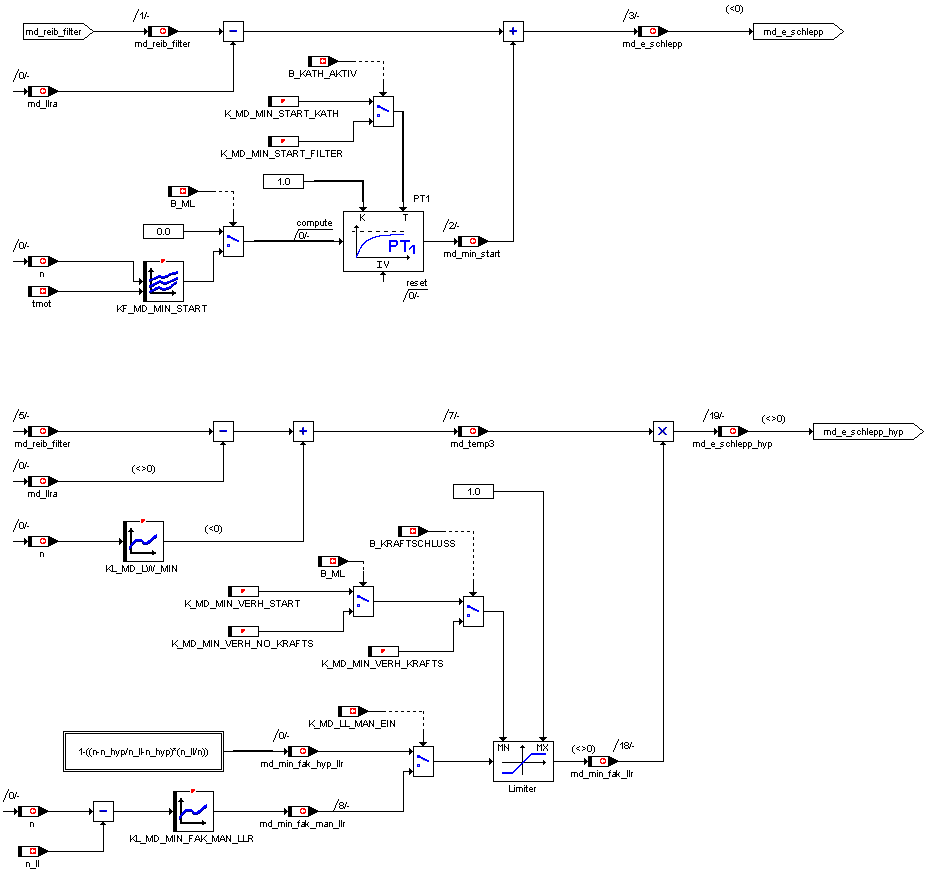 /1/-
/3/-
(<0)
md_reib_filter
md_reib_filter
−
+
md_e_schlepp
md_e_schlepp
B_KATH_AKTIV
/0/-
md_llra
K_MD_MIN_START_KATH
K_MD_MIN_START_FILTER
1.0
B_ML
PT1
K
T
0.0
compute
/0/-
/2/-
PT1
md_min_start
/0/-
n
IV
reset
/0/-
tmot
KF_MD_MIN_START
/5/-
/7/-
/19/-
(<>0)
md_reib_filter
−
+
md_temp3
×
md_e_schlepp_hyp
md_e_schlepp_hyp
/0/-
(<>0)
md_llra
1.0
/0/-
(<0)
n
B_KRAFTSCHLUSS
KL_MD_LW_MIN
B_ML
K_MD_MIN_VERH_START
K_MD_MIN_VERH_NO_KRAFTS
K_MD_MIN_VERH_KRAFTS
K_MD_LL_MAN_EIN
/0/-
1-((n-n_hyp/n_ll-n_hyp)*(n_ll/n))
md_min_fak_hyp_llr
MN
MX
(<>0)
/18/-
md_min_fak_llr
Limiter
/0/-
n
−
/8/-
md_min_fak_man_llr
KL_MD_MIN_FAK_MAN_LLR
n_ll